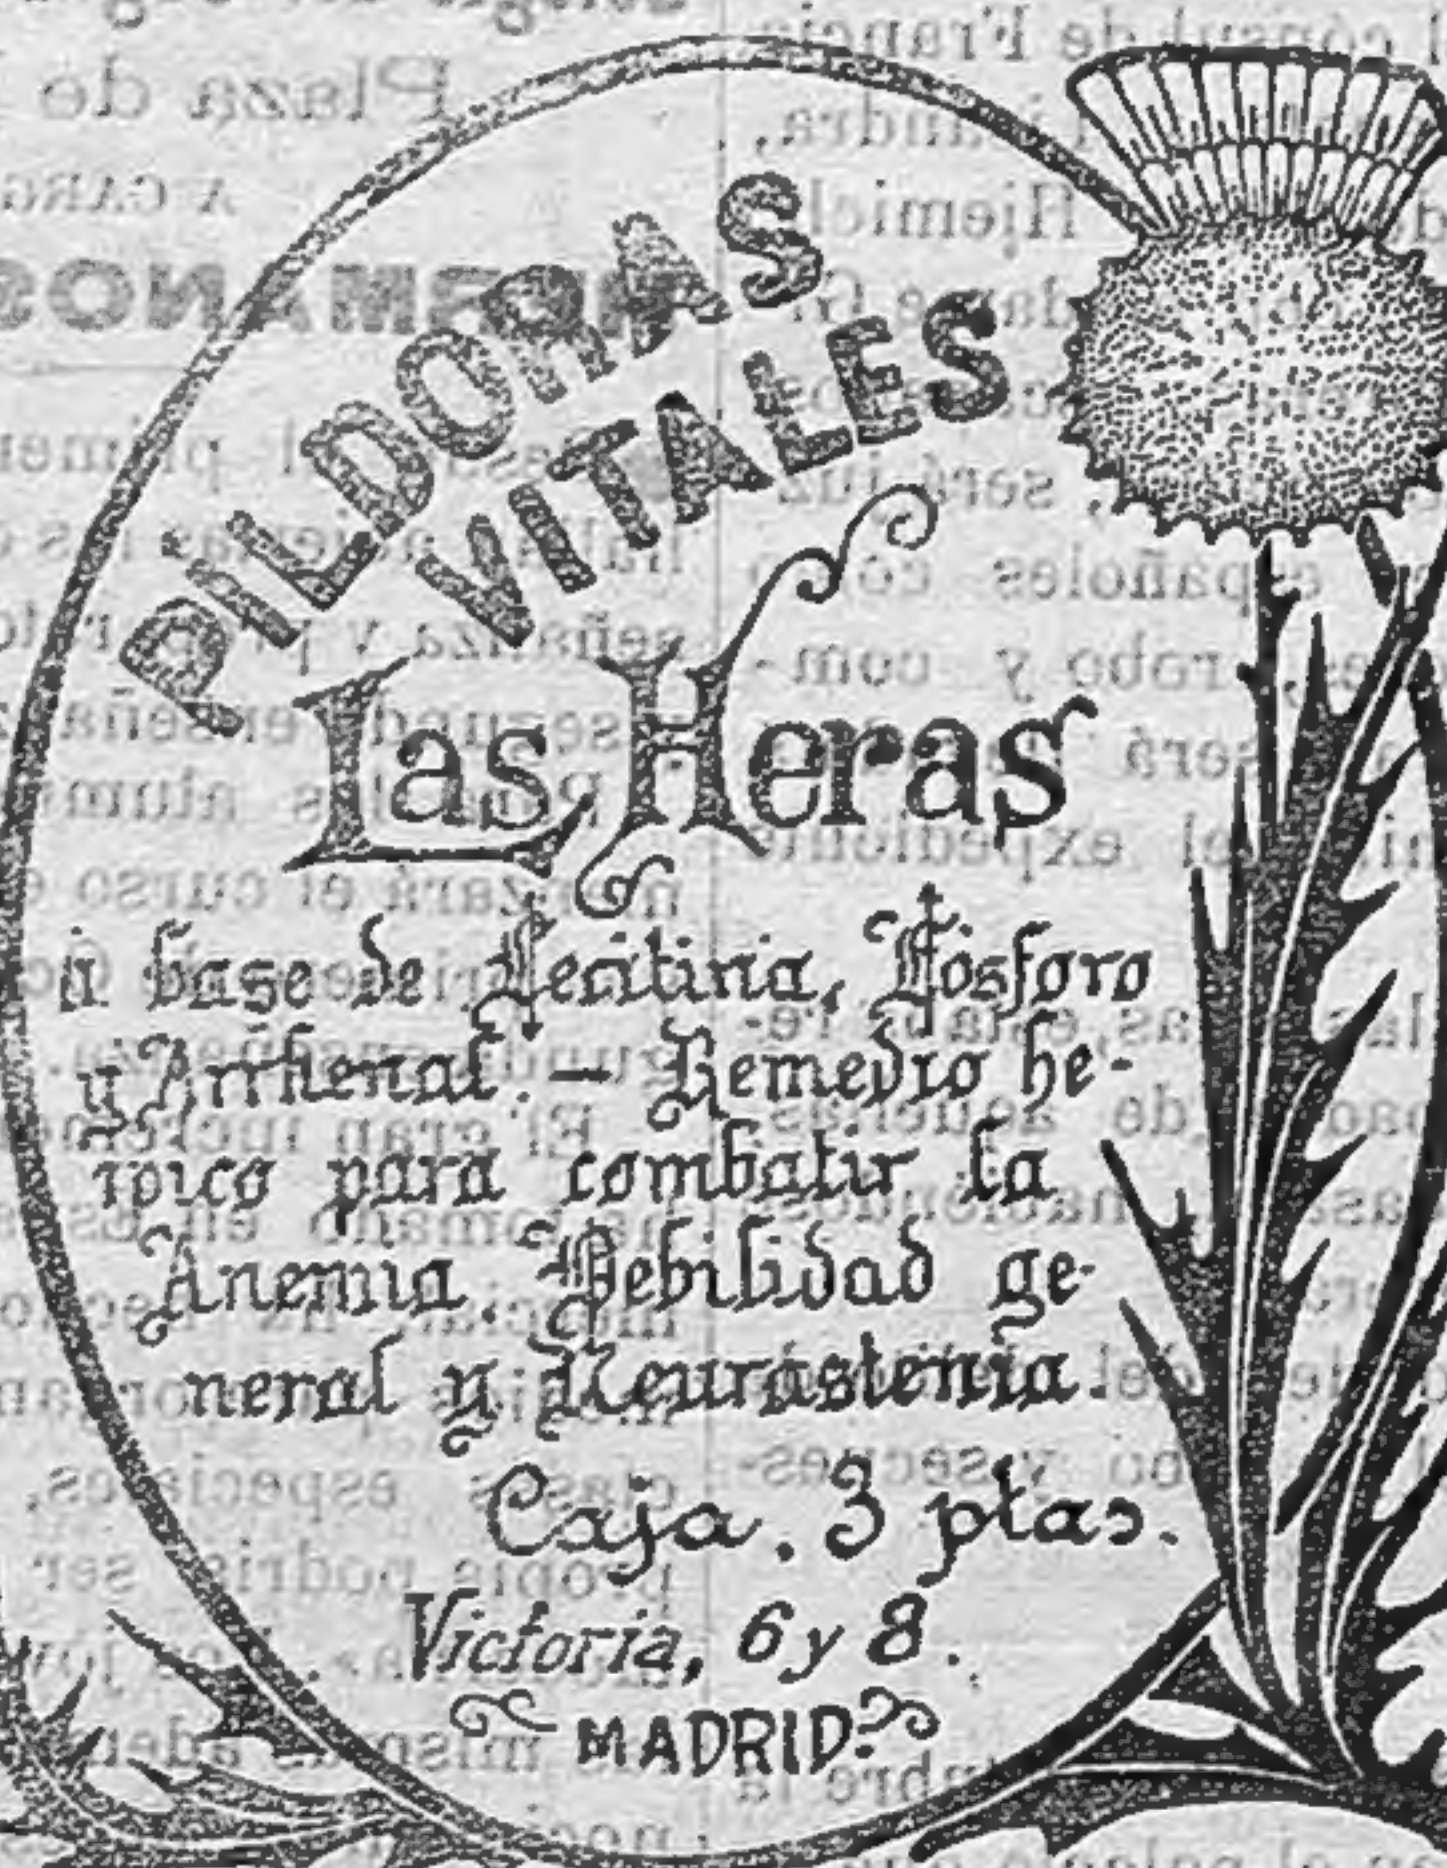 PILDORAS
VITALES
Las Heras
á base de Lecitina, Fósforo
y Arrhenal. — Remedio he-
roico para combatir la
Anemia, Debilidad ge-
neral y Neurastenia.
Caja. 3 ptas.
Victoria, 6 y 8.
MADRID